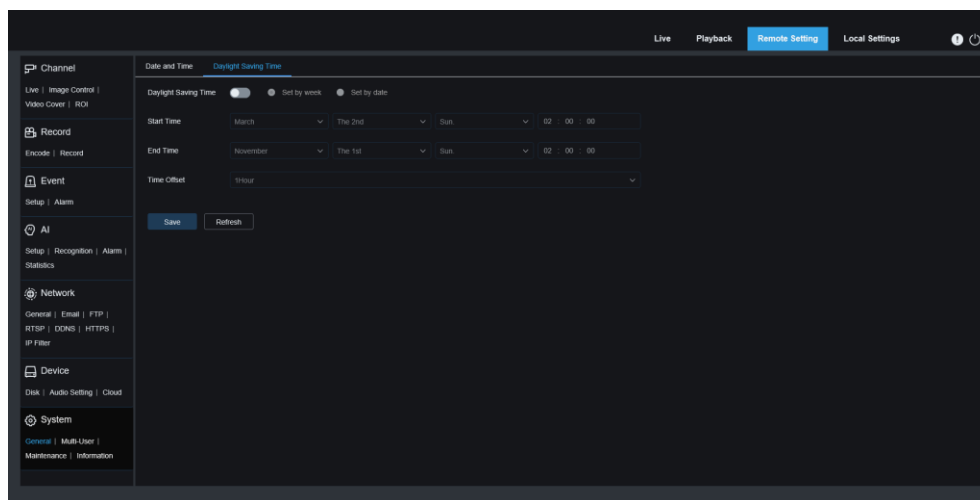 Live Playback Remote Setting Local Settings
Channel
Live | Image Control |
Video Cover | ROI
Record
Encode | Record
Event
Setup | Alarm
AI
Setup | Recognition | Alarm |
Statistics
Network
General | Email | FTP |
RTSP | DDNS | HTTPS |
IP Filter
Device
Disk | Audio Setting | Cloud
System
General | Multi-User |
Maintenance | Information
Date and Time Daylight Saving Time
Daylight Saving Time Set by week Set by date
Start Time March The 2nd Sun. 02 : 00 : 00
End Time November The 1st Sun. 02 : 00 : 00
Time Offset 1Hour
Save Refresh